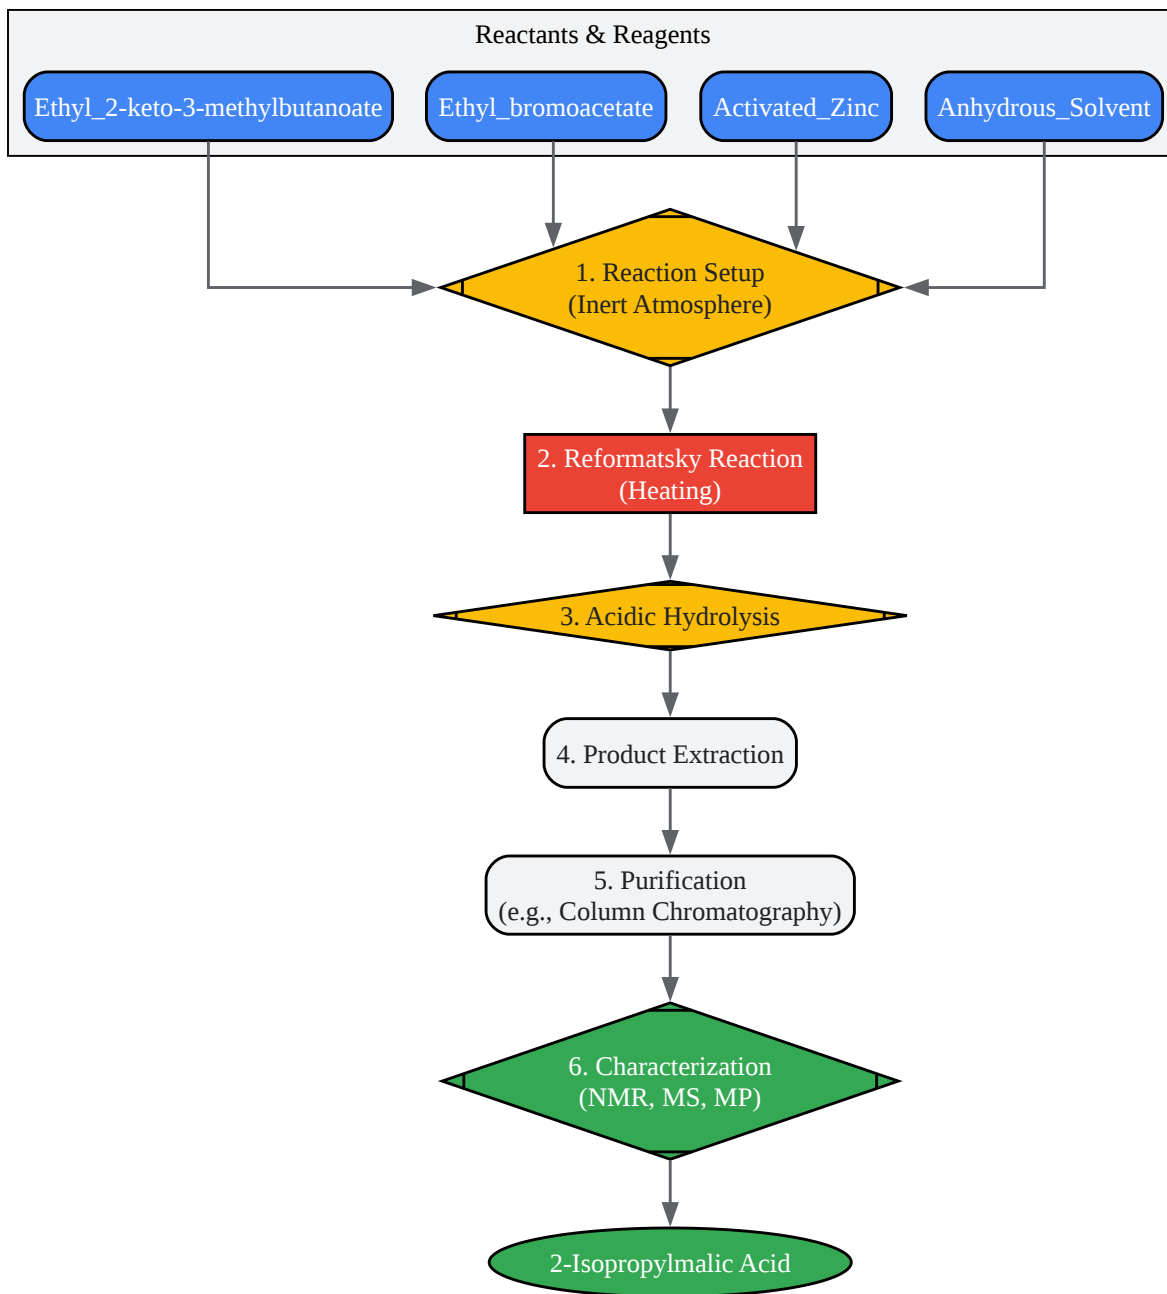 Reactants & Reagents
Ethyl_2-keto-3-methylbutanoate
Ethyl_bromoacetate
Activated_Zinc
Anhydrous_Solvent
1. Reaction Setup
(Inert Atmosphere)
2. Reformatsky Reaction
(Heating)
3. Acidic Hydrolysis
4. Product Extraction
5. Purification
(e.g., Column Chromatography)
6. Characterization
(NMR, MS, MP)
2-Isopropylmalic Acid